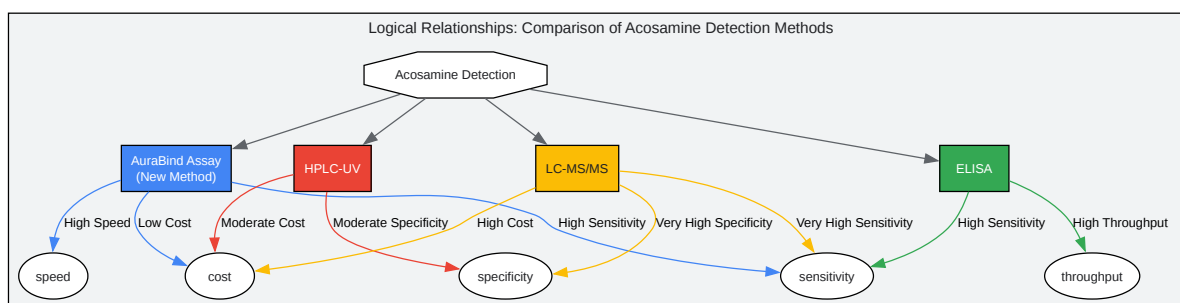 Logical Relationships: Comparison of Acosamine Detection Methods
Acosamine Detection
AuraBind Assay
(New Method)
HPLC-UV
LC-MS/MS
ELISA
High Speed
Low Cost
Moderate Cost
Moderate Specificity
High Cost
High Sensitivity
Very High Specificity
Very High Sensitivity
High Sensitivity
High Throughput
speed
cost
specificity
sensitivity
throughput